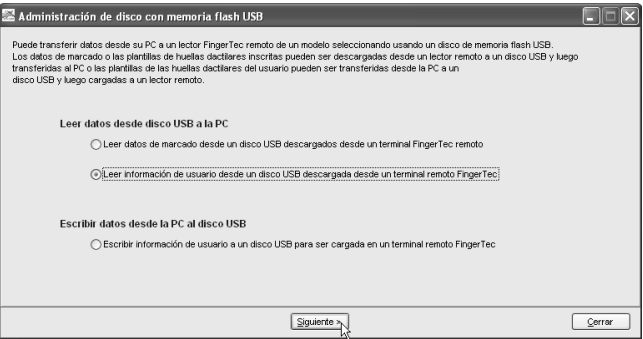 Administración de disco con memoria flash USB
Puede transferir datos desde su PC a un lector FingerTec remoto de un modelo seleccionando usando un disco de memoria flash USB.
Los datos de marcado o las plantillas de huellas dactilares inscritas pueden ser descargadas desde un lector remoto a un disco USB y luego
transferidas al PC o las plantillas de las huellas dactilares del usuario pueden ser transferidas desde la PC a un
disco USB y luego cargadas a un lector remoto.
Leer datos desde disco USB a la PC
Leer datos de marcado desde un disco USB descargados desde un terminal FingerTec remoto
Leer información de usuario desde un disco USB descargada desde un terminal remoto FingerTec
Escribir datos desde la PC al disco USB
Escribir información de usuario a un disco USB para ser cargada en un terminal remoto FingerTec
Siguiente > Cerrar